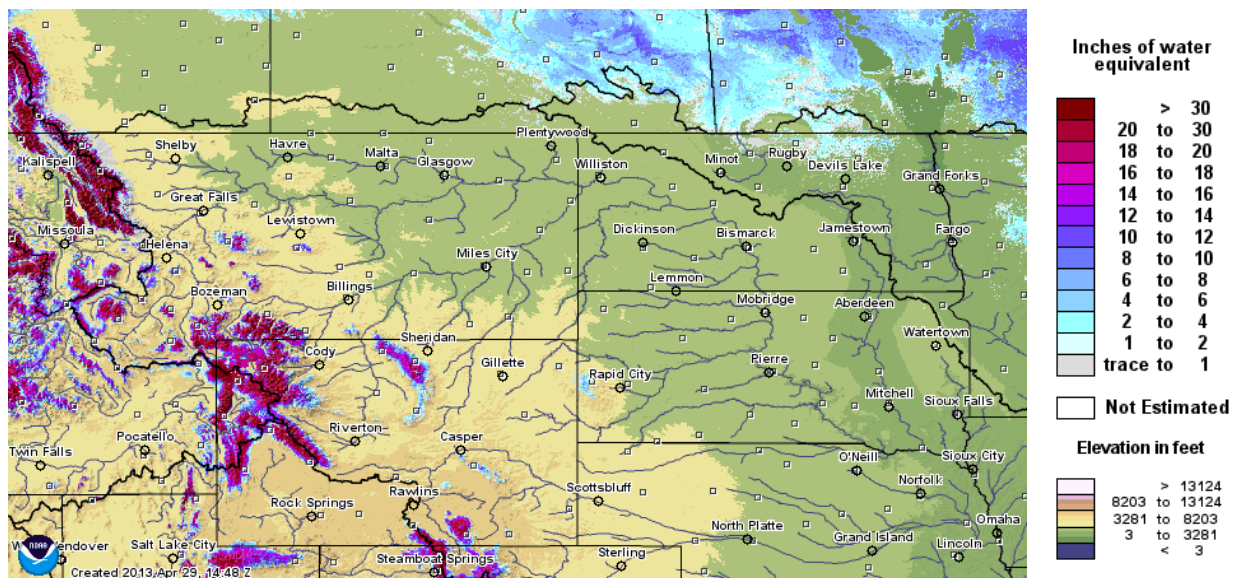 Plentywood
Shelby
Havre
Malta
Glasgow
Williston
Minot
Rugby
Devils Lake
Kalispell
Grand Forks
Great Falls
Lewistown
Missoula
Helena
Dickinson
Bismarck
Jamestown
Fargo
Miles City
Lemmon
Bozeman
Billings
Mobridge
Aberdeen
Sheridan
Watertown
Cody
Gillette
Pierre
Rapid City
Mitchell
Sioux Falls
Riverton
Pocatello
Casper
Twin Falls
O'Neill
Sioux City
Rawlins
Scottsbluff
Norfolk
Rock Springs
North Platte
Omaha
Grand Island
Salt Lake City
Lincoln
Steamboat Springs
Sterling
NOAA
Created 2013 Apr 29, 14:48 Z
Inches of water
equivalent
> 30
20 to 30
18 to 20
16 to 18
14 to 16
12 to 14
10 to 12
8 to 10
6 to 8
4 to 6
2 to 4
1 to 2
trace to 1
Not Estimated
Elevation in feet
> 13124
8203 to 13124
3281 to 8203
3 to 3281
< 3